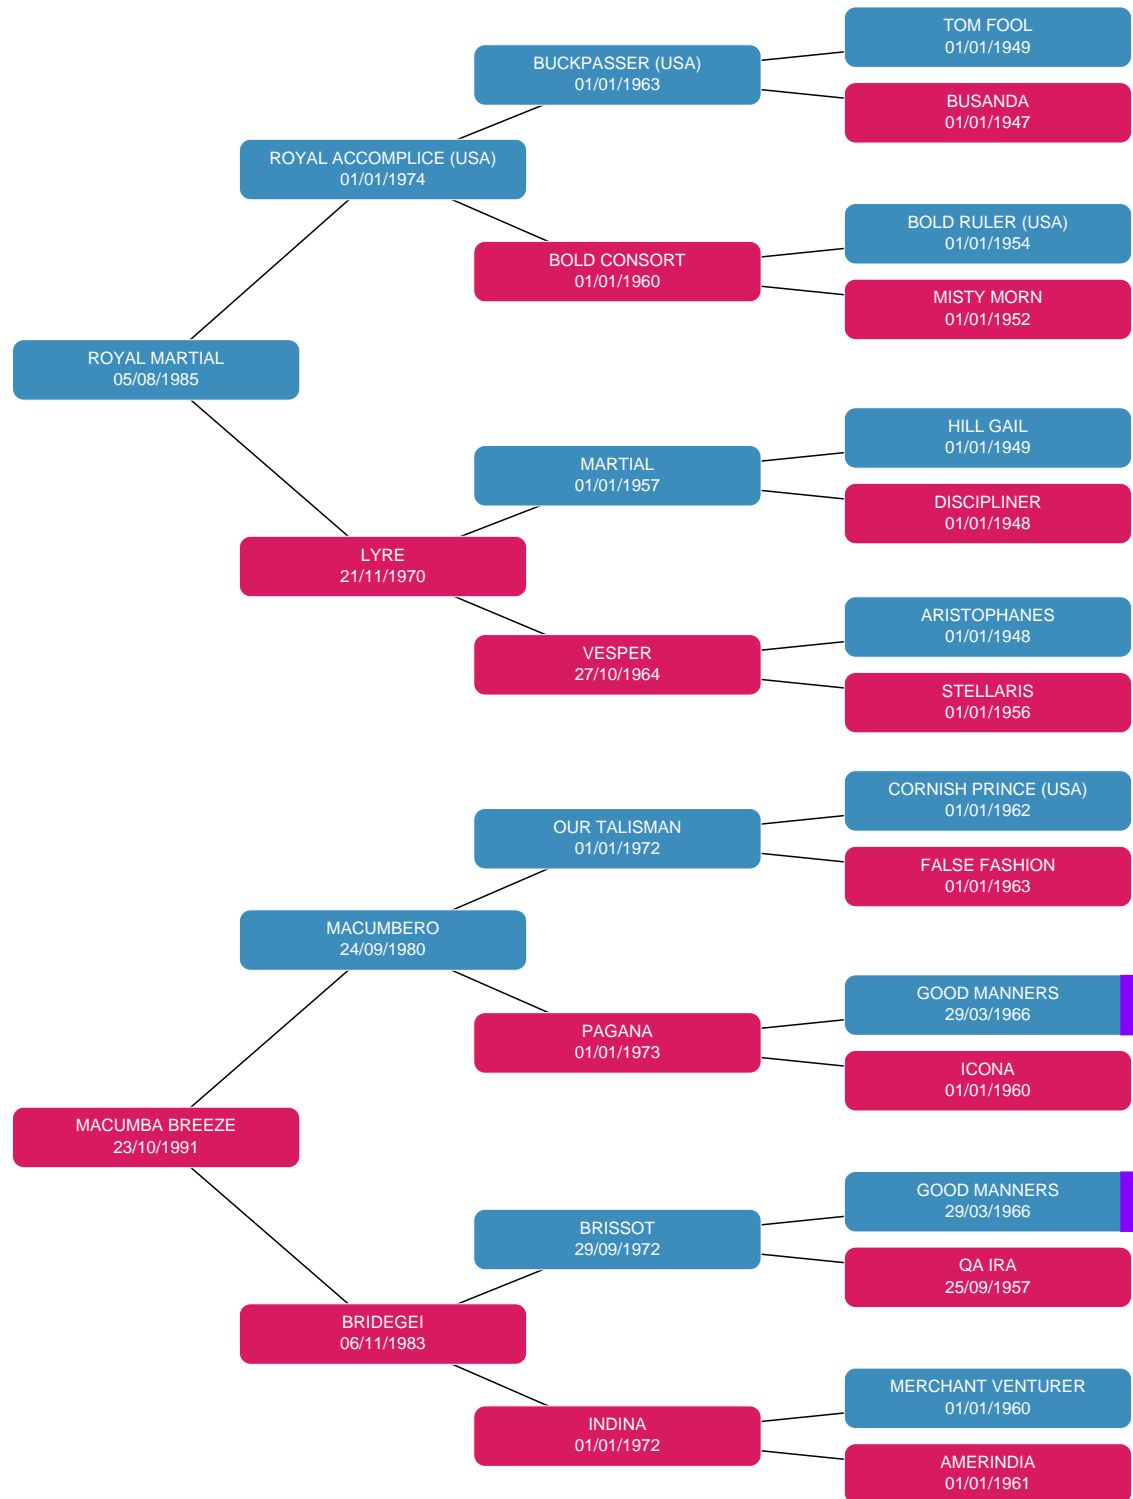 TOM FOOL
01/01/1949
BUCKPASSER (USA)
01/01/1963
BUSANDA
01/01/1947
ROYAL ACCOMPLICE (USA)
01/01/1974
BOLD RULER (USA)
01/01/1954
BOLD CONSORT
01/01/1960
MISTY MORN
01/01/1952
ROYAL MARTIAL
05/08/1985
HILL GAIL
01/01/1949
MARTIAL
01/01/1957
DISCIPLINER
01/01/1948
LYRE
21/11/1970
ARISTOPHANES
01/01/1948
VESPER
27/10/1964
STELLARIS
01/01/1956
CORNISH PRINCE (USA)
01/01/1962
OUR TALISMAN
01/01/1972
FALSE FASHION
01/01/1963
MACUMBERO
24/09/1980
GOOD MANNERS
29/03/1966
PAGANA
01/01/1973
ICONA
01/01/1960
MACUMBA BREEZE
23/10/1991
GOOD MANNERS
29/03/1966
BRISSOT
29/09/1972
QA IRA
25/09/1957
BRIDEGEI
06/11/1983
MERCHANT VENTURER
01/01/1960
INDINA
01/01/1972
AMERINDIA
01/01/1961